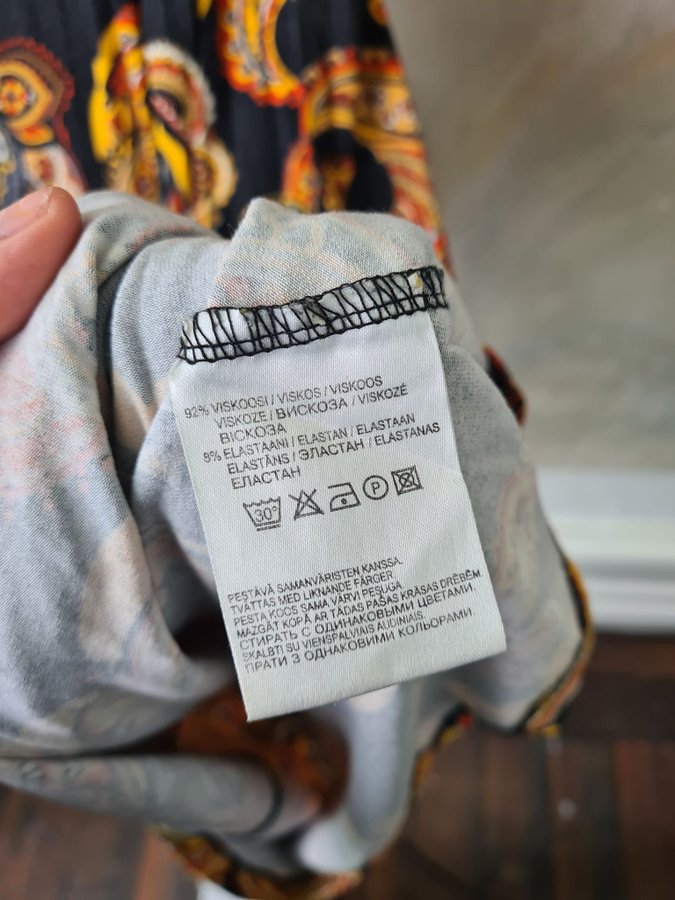 92% VISKOOSI / VISKOS / VISKOOS
VISKOZE / ВИСКОЗА / VISKOZĖ
ВІСКОЗА
8% ELASTAANI / ELASTAN / ELASTAAN
ELASTĀNS / ЭЛАСТАН / ELASTANAS
ЕЛАСТАН
30° P
PESTÄVÄ SAMANVÄRISTEN KANSSA.
TVÄTTAS MED LIKNANDE FÄRGER.
PESTA KOOS SAMA VÄRVI PESUGA.
MAZGĀT KOPĀ AR TĀDAS PAŠAS KRĀSAS DRĒBĒM.
СТИРАТЬ С ОДИНАКОВЫМИ ЦВЕТАМИ.
SKALBTI SU VIENSPALVIAIS AUDINIAIS.
ПРАТИ З ОДНАКОВИМИ КОЛЬОРАМИ.